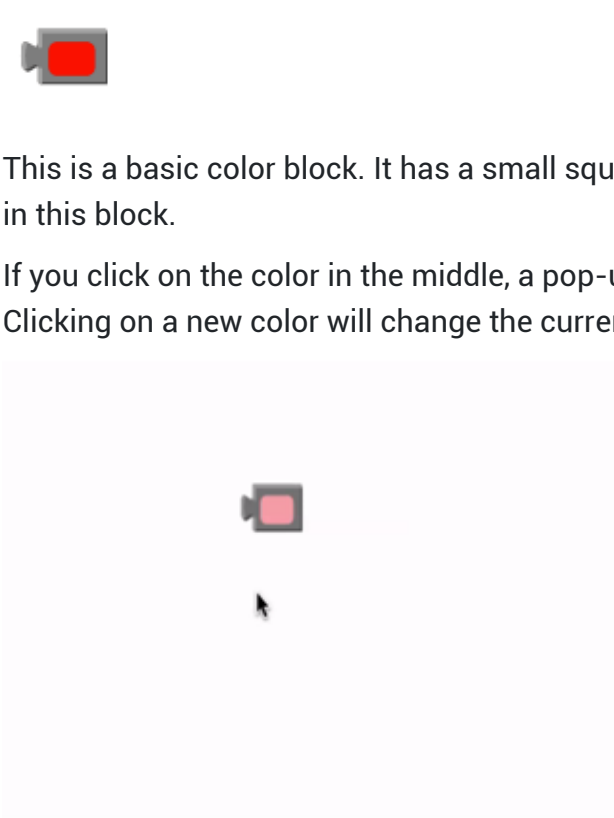 This is a basic color block. It has a small squ
in this block.
If you click on the color in the middle, a pop-u
Clicking on a new color will change the curre